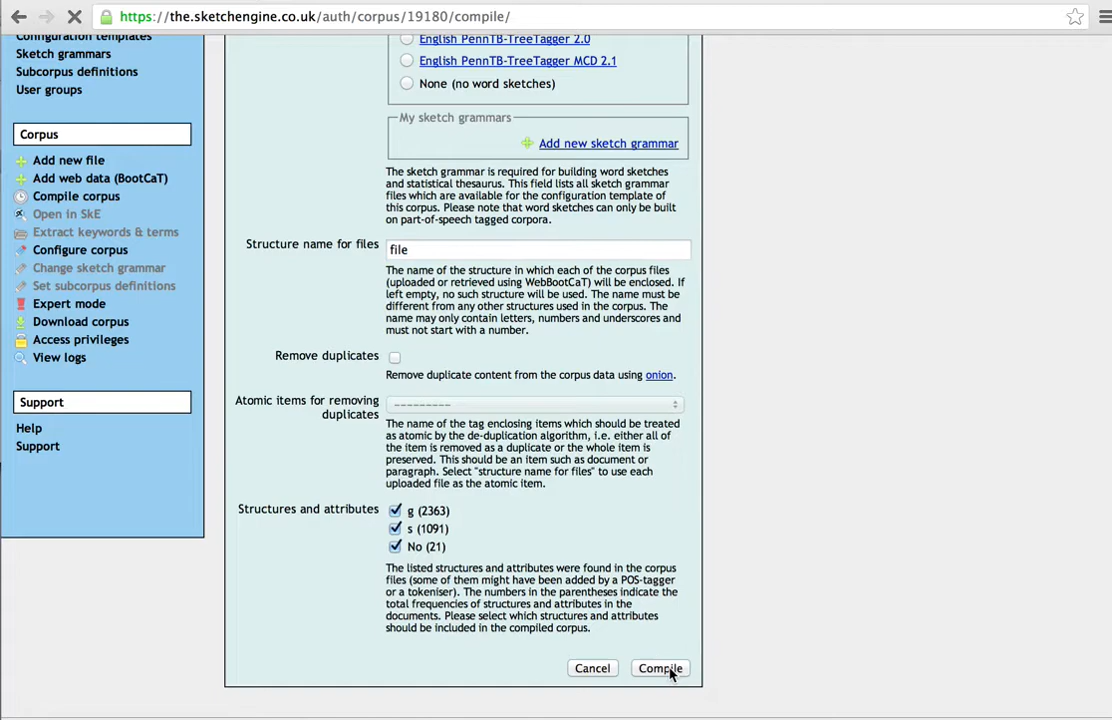 https://the.sketchengine.co.uk/auth/corpus/19180/compile/
Configuration templates
Sketch grammars
Subcorpus definitions
User groups
Corpus
Add new file
Add web data (BootCaT)
Compile corpus
Open in SkE
Extract keywords & terms
Configure corpus
Change sketch grammar
Set subcorpus definitions
Expert mode
Download corpus
Access privileges
View logs
Support
Help
Support
English PennTB-TreeTagger 2.0
English PennTB-TreeTagger MCD 2.1
None (no word sketches)
My sketch grammars
Add new sketch grammar
The sketch grammar is required for building word sketches
and statistical thesaurus. This field lists all sketch grammar
files which are available for the configuration template of
this corpus. Please note that word sketches can only be built
on part-of-speech tagged corpora.
Structure name for files
file
The name of the structure in which each of the corpus files
(uploaded or retrieved using WebBootCaT) will be enclosed. If
left empty, no such structure will be used. The name must be
different from any other structures used in the corpus. The
name may only contain letters, numbers and underscores and
must not start with a number.
Remove duplicates
Remove duplicate content from the corpus data using onion.
Atomic items for removing
duplicates
---------
The name of the tag enclosing items which should be treated
as atomic by the de-duplication algorithm, i.e. either all of
the item is removed as a duplicate or the whole item is
preserved. This should be an item such as document or
paragraph. Select "structure name for files" to use each
uploaded file as the atomic item.
Structures and attributes
g (2363)
s (1091)
No (21)
The listed structures and attributes were found in the corpus
files (some of them might have been added by a POS-tagger
or a tokeniser). The numbers in the parentheses indicate the
total frequencies of structures and attributes in the
documents. Please select which structures and attributes
should be included in the compiled corpus.
Cancel
Compile